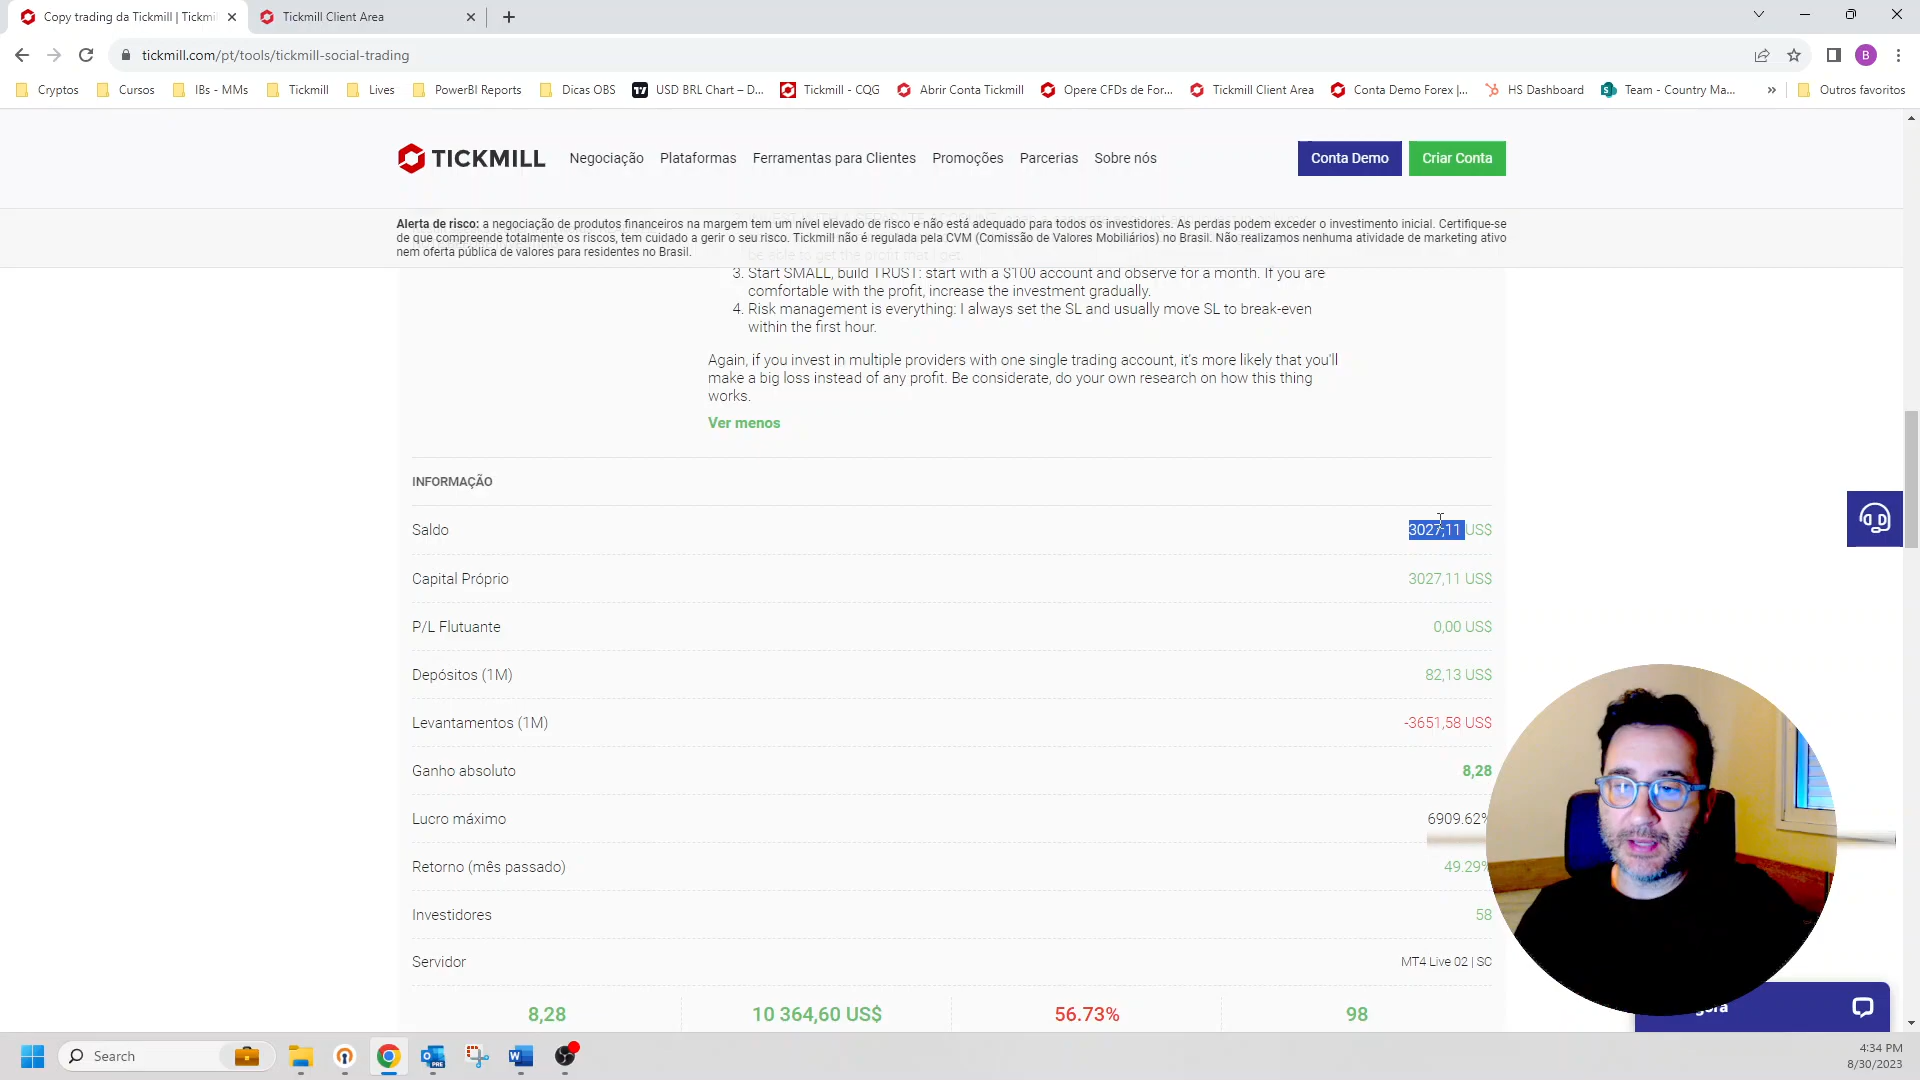 Copy trading da Tickmill | Tickmi
Tickmill Client Area
tickmill.com/pt/tools/tickmill-social-trading
B
Cryptos
Cursos
IBs - MMs
Tickmill
Lives
PowerBI Reports
Dicas OBS
USD BRL Chart – D...
Tickmill - CQG
Abrir Conta Tickmill
Opere CFDs de For...
Tickmill Client Area
Conta Demo Forex |...
HS Dashboard
Team - Country Ma...
»
Outros favoritos
TICKMILL
Negociação
Plataformas
Ferramentas para Clientes
Promoções
Parcerias
Sobre nós
Conta Demo
Criar Conta
Alerta de risco: a negociação de produtos financeiros na margem tem um nível elevado de risco e não está adequado para todos os investidores. As perdas podem exceder o investimento inicial. Certifique-se
de que compreende totalmente os riscos, tem cuidado a gerir o seu risco. Tickmill não é regulada pela CVM (Comissão de Valores Mobiliários) no Brasil. Não realizamos nenhuma atividade de marketing ativo
nem oferta pública de valores para residentes no Brasil.
be able to get the profit that I get.
3. Start SMALL, build TRUST: start with a $100 account and observe for a month. If you are
comfortable with the profit, increase the investment gradually.
4. Risk management is everything: I always set the SL and usually move SL to break-even
within the first hour.
Again, if you invest in multiple providers with one single trading account, it's more likely that you'll
make a big loss instead of any profit. Be considerate, do your own research on how this thing
works.
Ver menos
INFORMAÇÃO
Saldo 3027,11 US$
Capital Próprio 3027,11 US$
P/L Flutuante 0,00 US$
Depósitos (1M) 82,13 US$
Levantamentos (1M) -3651,58 US$
Ganho absoluto 8,28
Lucro máximo 6909.62%
Retorno (mês passado) 49.29%
Investidores 58
Servidor MT4 Live 02 | SC
8,28
10 364,60 US$
56.73%
98
Search
4:34 PM
8/30/2023